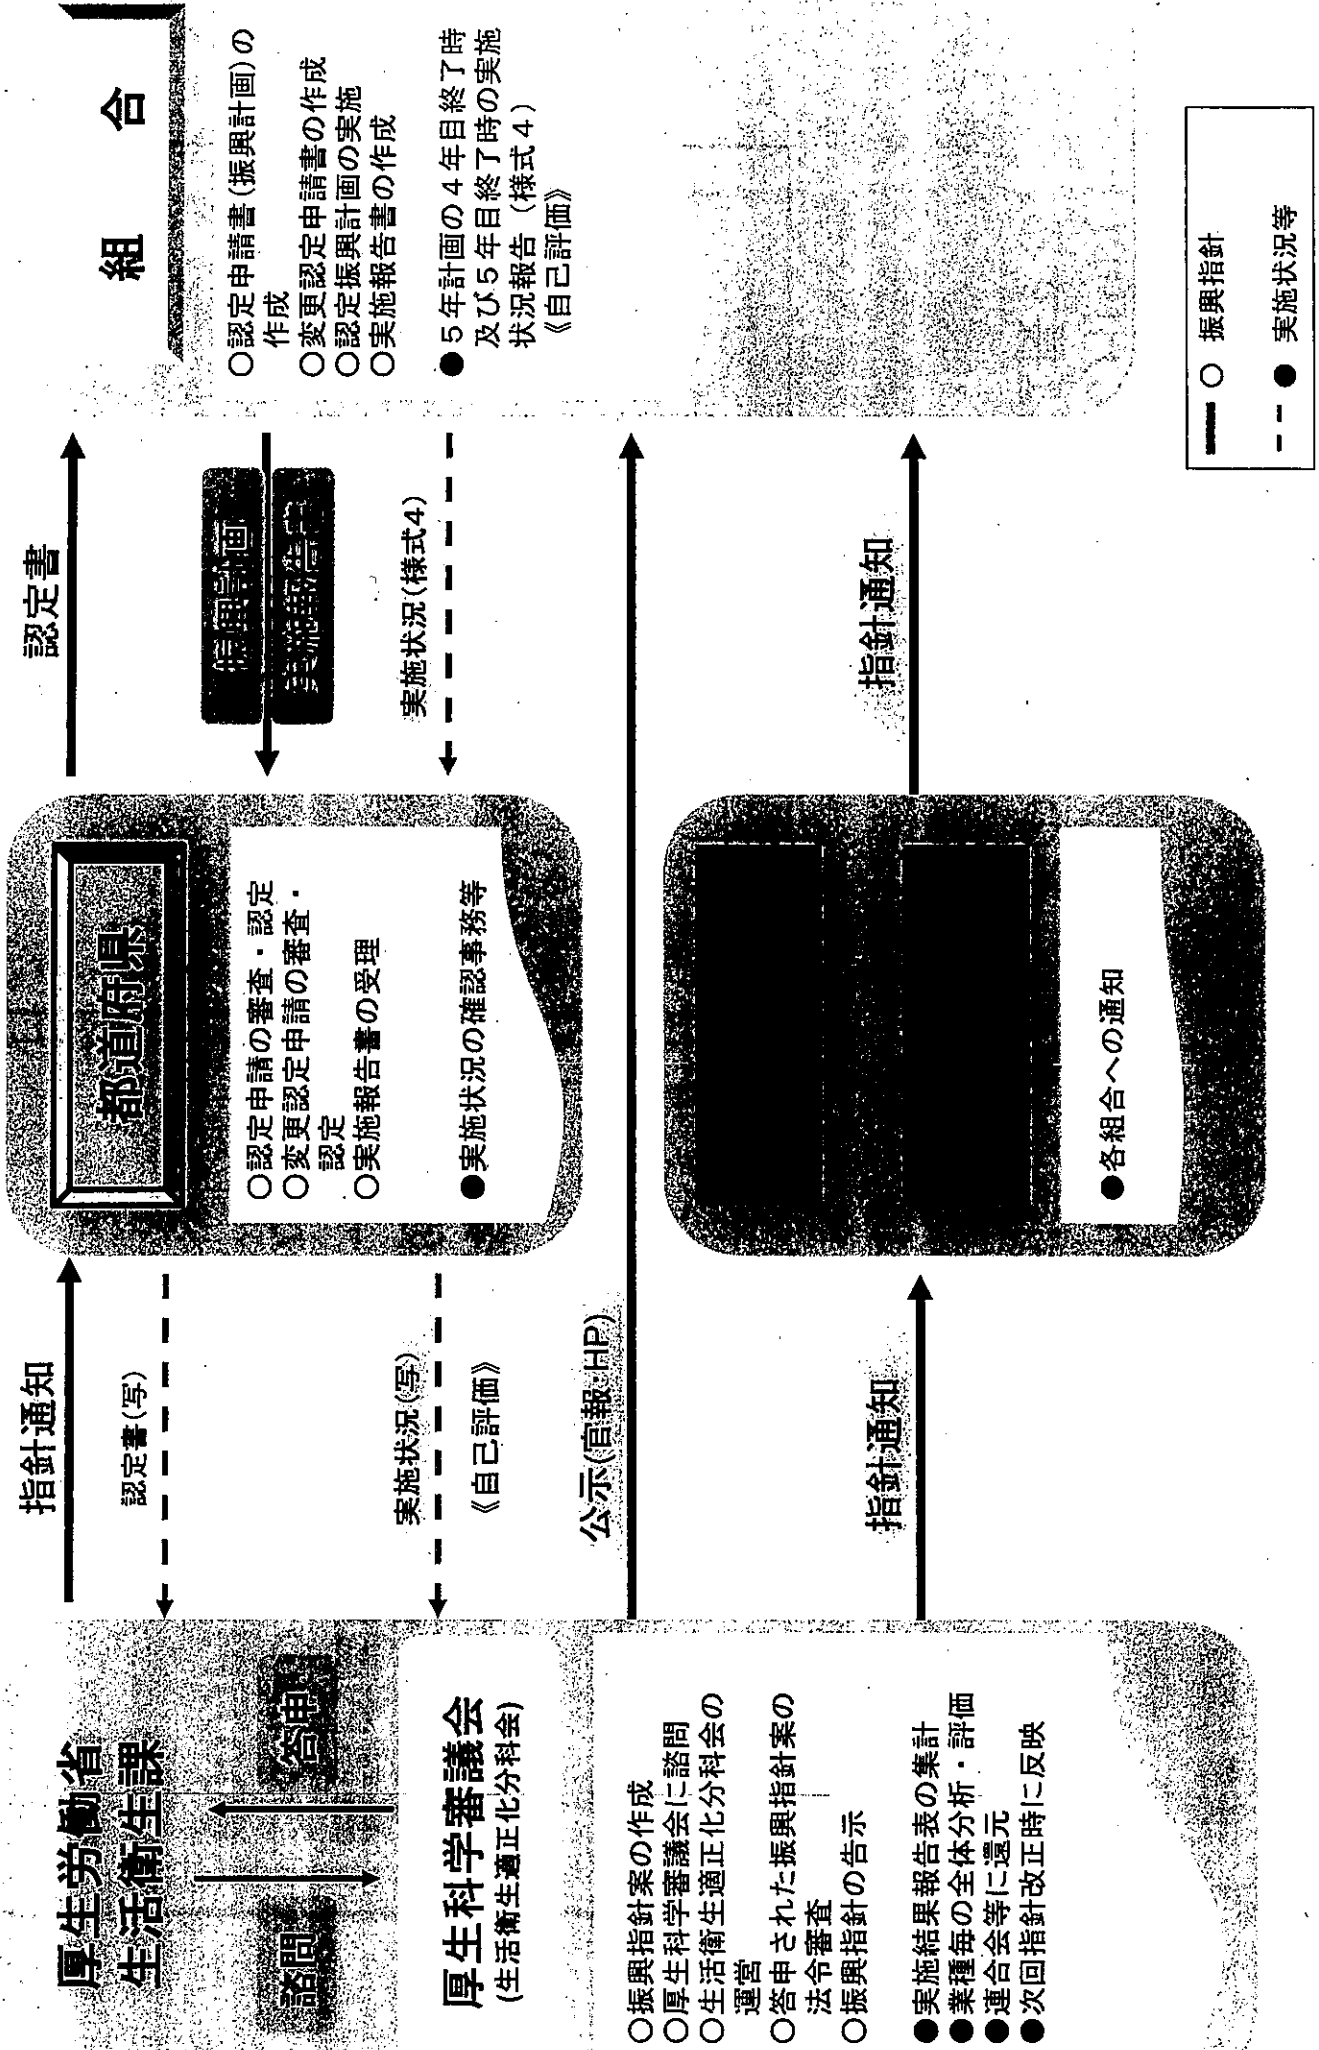 厚生労働省
生活衛生課
諮問
答申
厚生科学審議会
(生活衛生適正化分科会)
○振興指針案の作成
○厚生科学審議会に諮問
○生活衛生適正化分科会の
運営
○答申された振興指針案の
法令審査
○振興指針の告示
●実施結果報告表の集計
●業種毎の全体分析・評価
●連合会等に還元
●次回指針改正時に反映
指針通知
認定書(写)
実施状況(写)
《自己評価》
公示(官報・HP)
指針通知
都道府県
○認定申請の審査・認定
○変更認定申請の審査・
認定
○実施報告書の受理
●実施状況の確認事務等
●各組合への通知
認定書
振興計画
実施報告書
実施状況(様式4)
指針通知
組 合
○認定申請書(振興計画)の
作成
○変更認定申請書の作成
○認定振興計画の実施
○実施報告書の作成
●5年計画の4年目終了時
及び5年目終了時の実施
状況報告(様式4)
《自己評価》
○ 振興指針
● 実施状況等